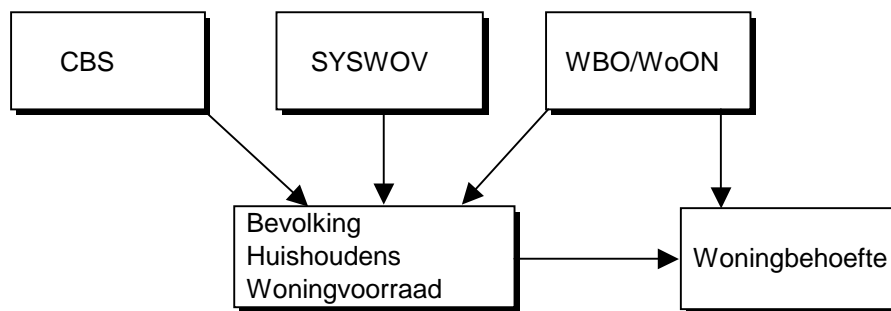 CBS
SYSWOV
WBO/WoON
Bevolking
Huishoudens
Woningvoorraad
Woningbehoefte